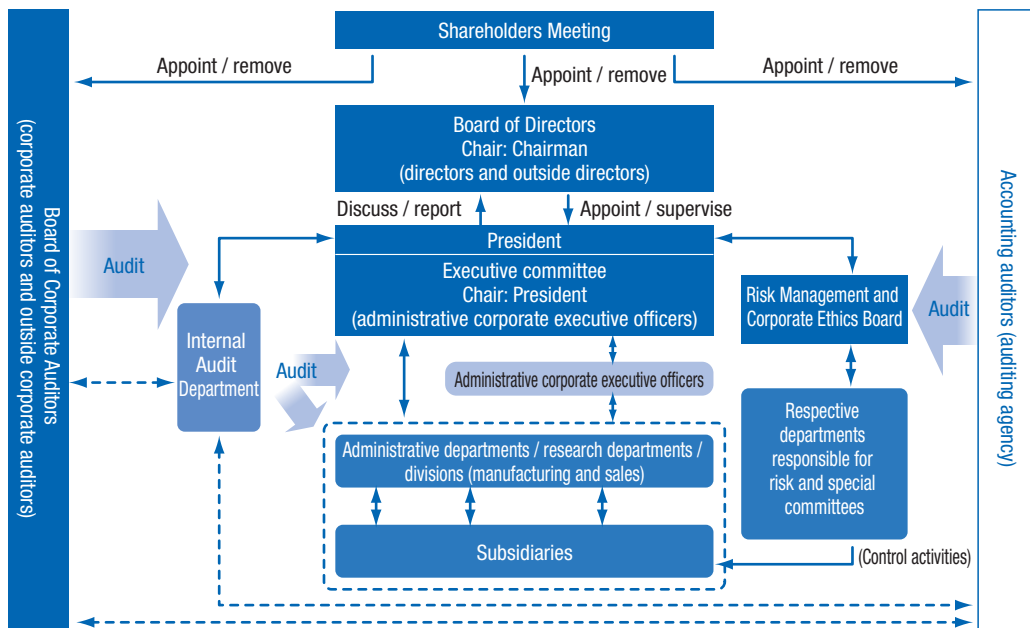 Shareholders Meeting
Appoint / remove
Appoint / remove
Appoint / remove
Board of Directors
Chair: Chairman
(directors and outside directors)
Discuss / report
Appoint / supervise
President
Executive committee
Chair: President
(administrative corporate executive officers)
Board of Corporate Auditors
(corporate auditors and outside corporate auditors)
Audit
Internal
Audit
Department
Audit
Administrative corporate executive officers
Risk Management and
Corporate Ethics Board
Audit
Accounting auditors (auditing agency)
Administrative departments / research departments /
divisions (manufacturing and sales)
Subsidiaries
Respective
departments
responsible for
risk and special
committees
(Control activities)